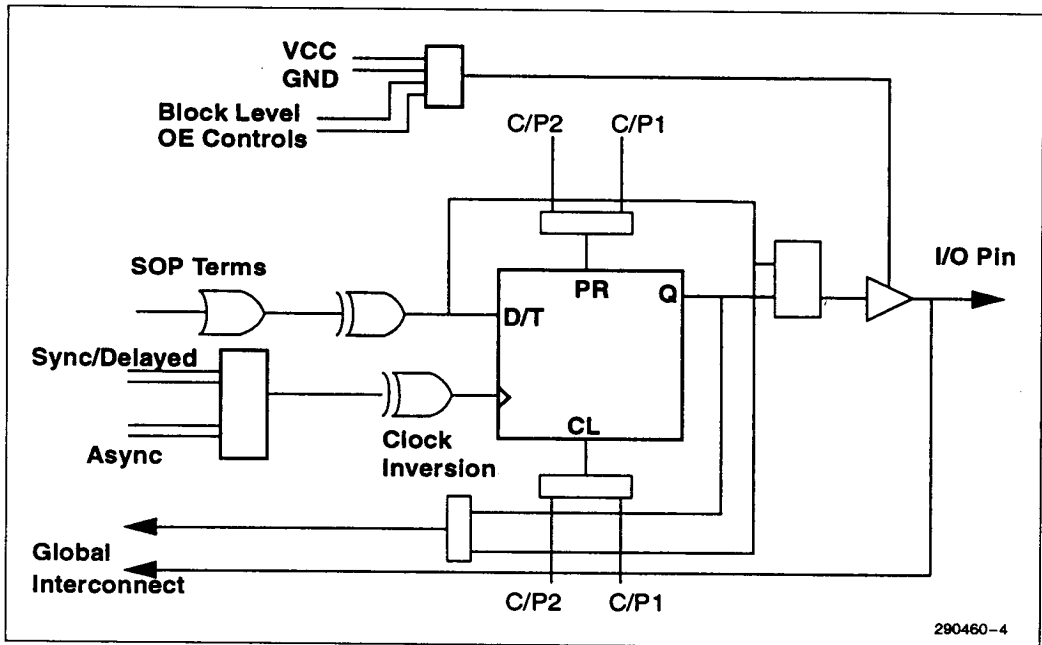 VCC
GND
Block Level
OE Controls
C/P2
C/P1
SOP Terms
I/O Pin
PR
Q
D/T
Sync/Delayed
CL
Async
Clock
Inversion
Global
Interconnect
C/P2
C/P1
290460-4